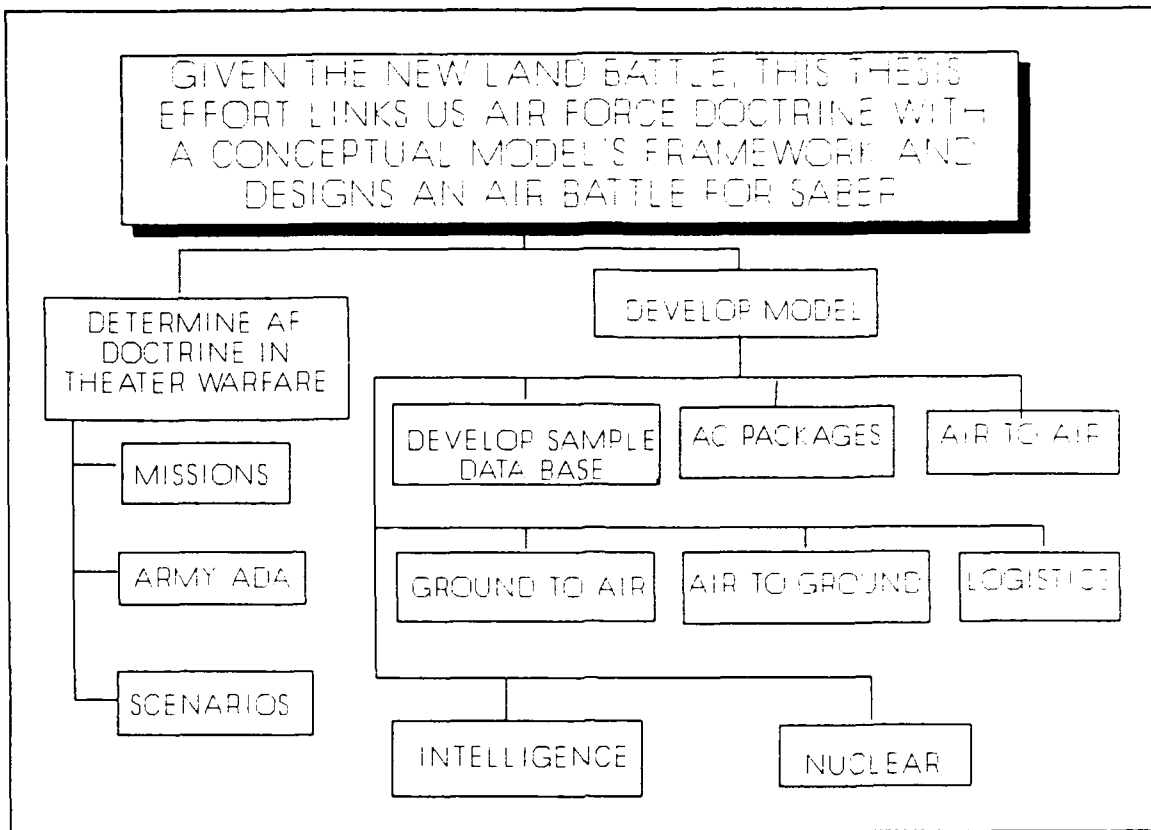 GIVEN THE NEW LAND BATTLE, THIS THESIS
EFFORT LINKS US AIR FORCE DOCTRINE WITH
A CONCEPTUAL MODEL'S FRAMEWORK AND
DESIGNS AN AIR BATTLE FOR SABER
DETERMINE AF
DOCTRINE IN
THEATER WARFARE
MISSIONS
ARMY ADA
SCENARIOS
DEVELOP MODEL
DEVELOP SAMPLE
DATA BASE
AC PACKAGES
AIR TO AIR
GROUND TO AIR
AIR TO GROUND
LOGISTICS
INTELLIGENCE
NUCLEAR